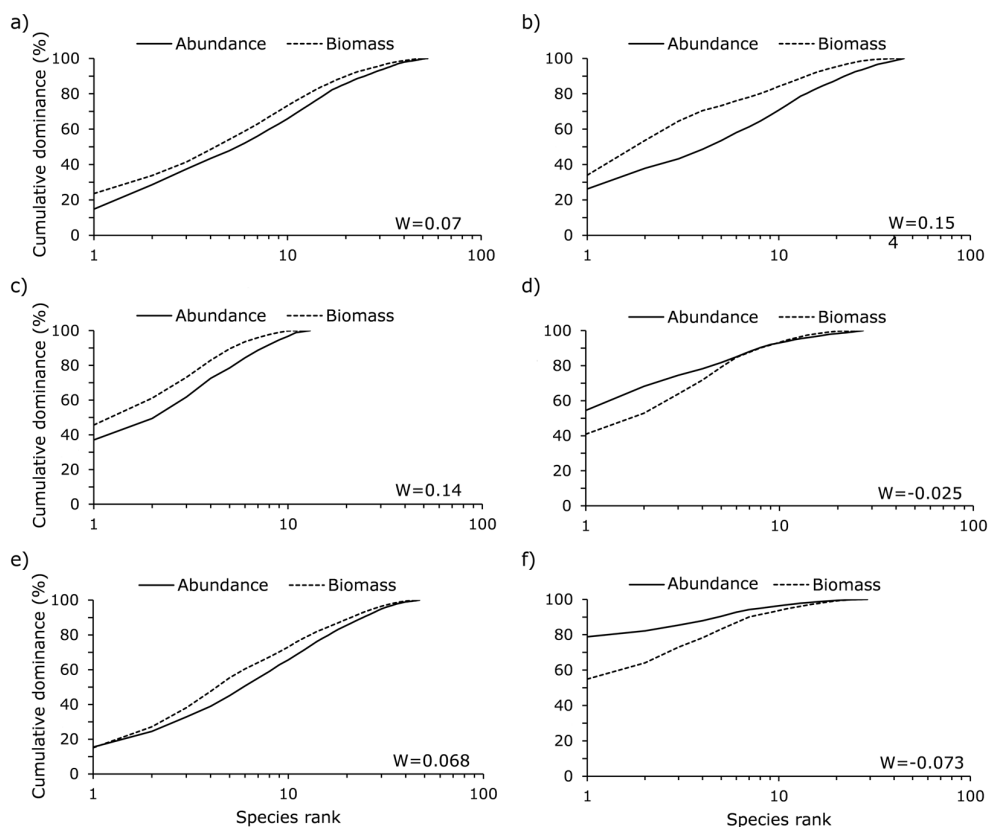 a)
Abundance Biomass
Cumulative dominance (%)
100
80
60
40
20
0
W=0.07
1 10 100
b)
Abundance Biomass
100
80
60
40
20
0
W=0.15
4
1 10 100
c)
Abundance Biomass
Cumulative dominance (%)
100
80
60
40
20
0
W=0.14
1 10 100
d)
Abundance Biomass
100
80
60
40
20
0
W=-0.025
1 10 100
e)
Abundance Biomass
Cumulative dominance (%)
100
80
60
40
20
0
W=0.068
1 10 100
Species rank
f)
Abundance Biomass
100
80
60
40
20
0
W=-0.073
1 10 100
Species rank